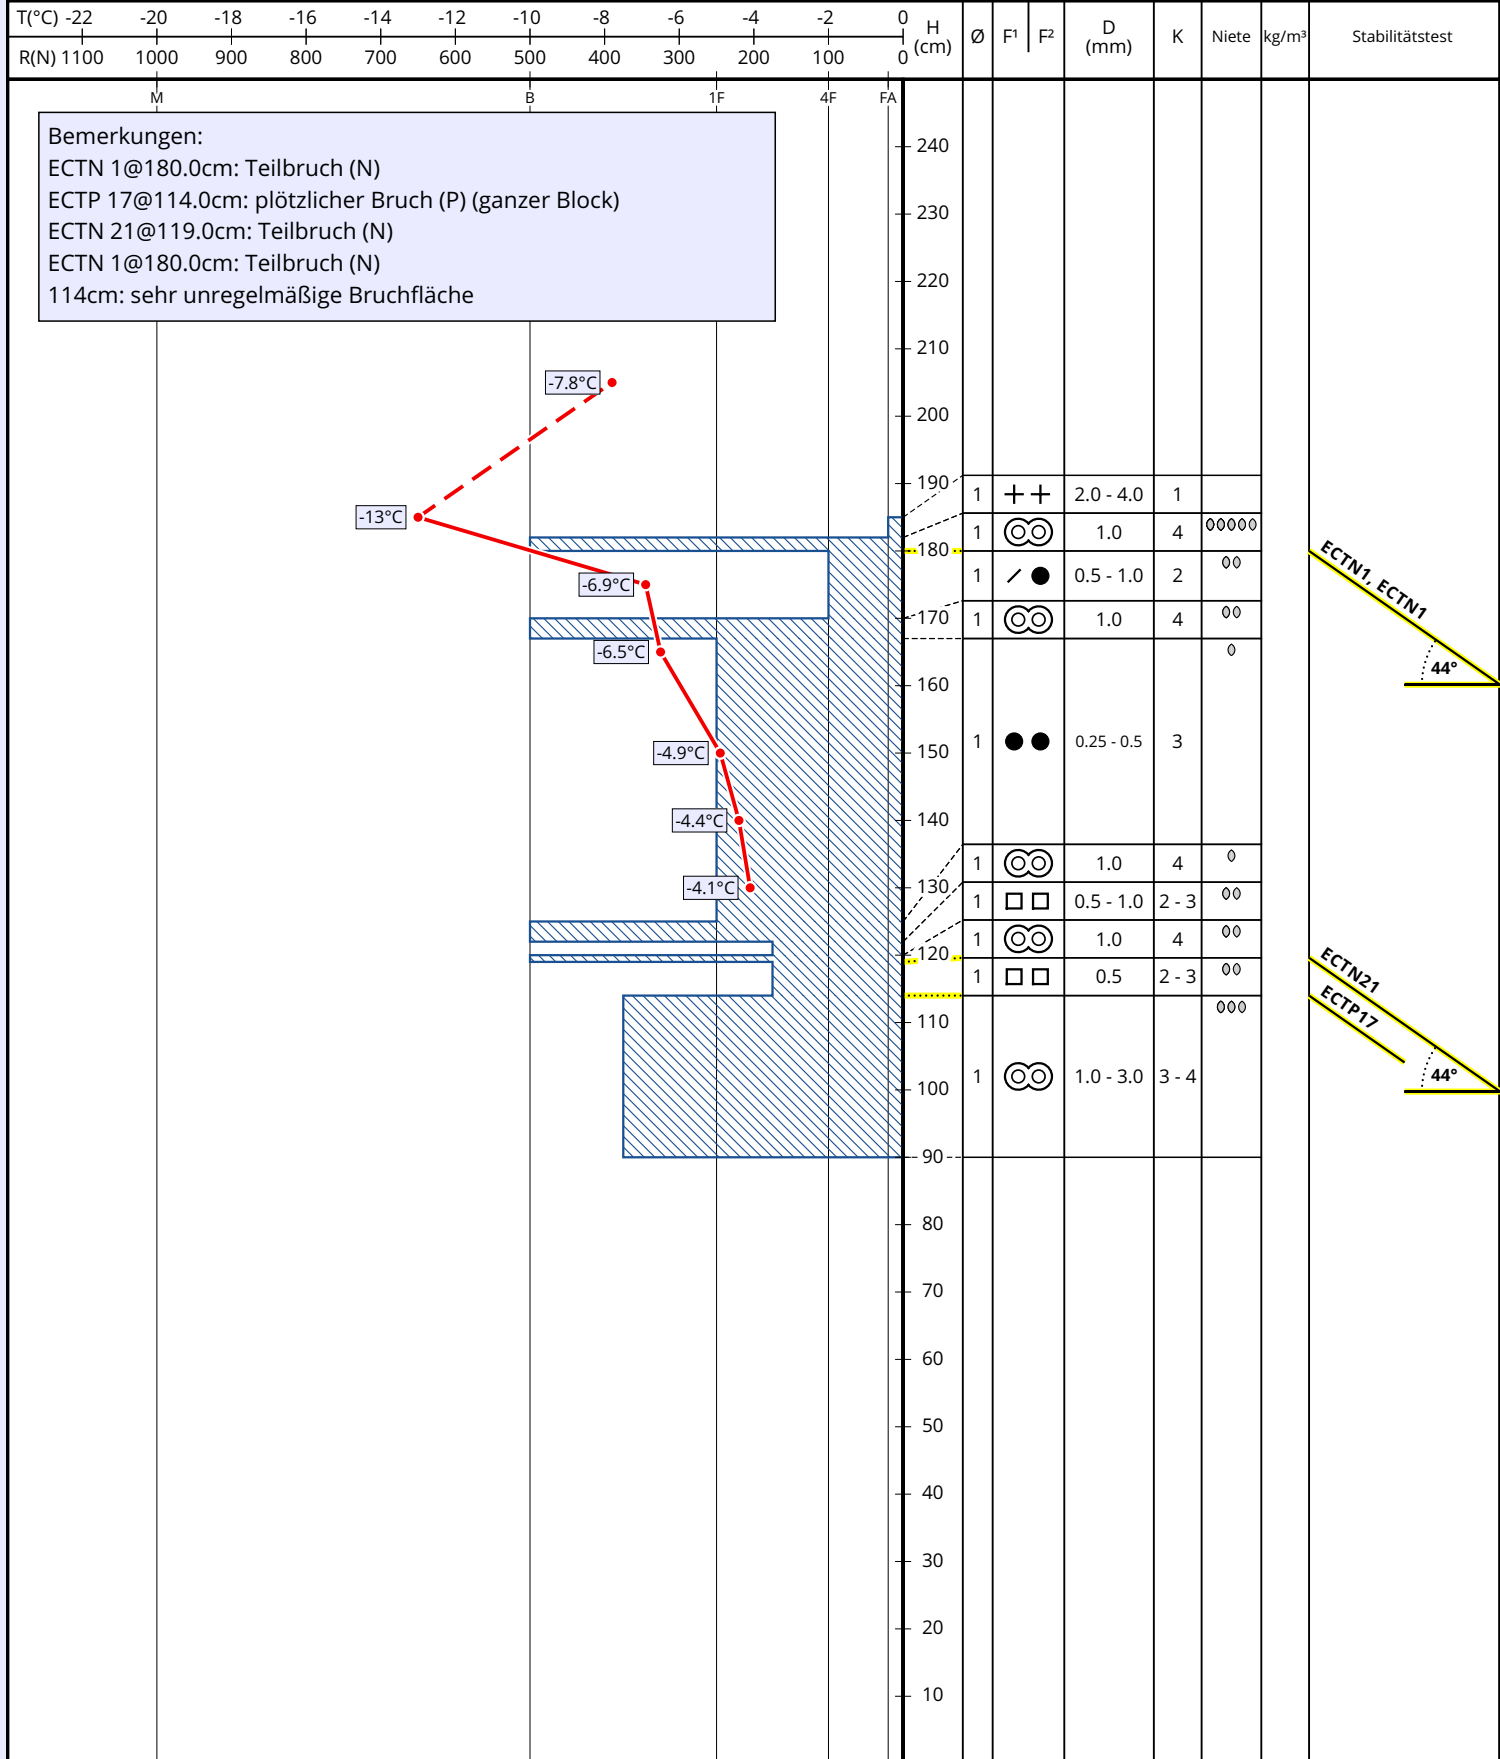 T(°C) -22 -20 -18 -16 -14 -12 -10 -8 -6 -4 -2 0
R(N) 1100 1000 900 800 700 600 500 400 300 200 100 0
H (cm) Ø F¹ F² D (mm) K Niete kg/m³ Stabilitätstest
M B 1F 4F FA
Bemerkungen:
ECTN 1@180.0cm: Teilbruch (N)
ECTP 17@114.0cm: plötzlicher Bruch (P) (ganzer Block)
ECTN 21@119.0cm: Teilbruch (N)
ECTN 1@180.0cm: Teilbruch (N)
114cm: sehr unregelmäßige Bruchfläche
240
230
220
210
-7.8°C
200
190
1 2.0 - 4.0 1
-13°C
1 1.0 4
180
ECTN1, ECTN1
1 0.5 - 1.0 2
-6.9°C
170
1 1.0 4
-6.5°C
44°
160
1 0.25 - 0.5 3
-4.9°C
150
-4.4°C
140
1 1.0 4
-4.1°C
130
1 0.5 - 1.0 2 - 3
1 1.0 4
120
ECTN21
1 0.5 2 - 3
ECTP17
110
1 1.0 - 3.0 3 - 4
44°
100
90
80
70
60
50
40
30
20
10